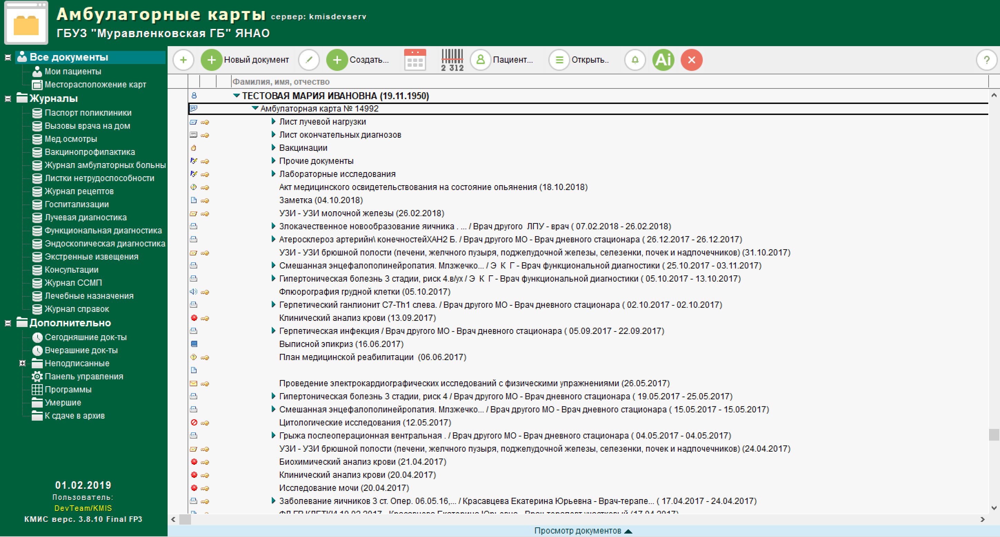 Амбулаторные карты сервер: kmisdevserv
ГБУЗ "Муравленковская ГБ" ЯНАО
Все документы
Мои пациенты
Месторасположение карт
Журналы
Паспорт поликлиники
Вызовы врача на дом
Мед.осмотры
Вакцинопрофилактика
Журнал амбулаторных больны
Листки нетрудоспособности
Журнал рецептов
Госпитализации
Лучевая диагностика
Функциональная диагностика
Эндоскопическая диагностика
Экстренные извещения
Консультации
Журнал ССМП
Лечебные назначения
Журнал справок
Дополнительно
Сегодняшние док-ты
Вчерашние док-ты
Неподписанные
Панель управления
Программы
Умершие
К сдаче в архив
01.02.2019
Пользователь:
DevTeam/KMIS
КМИС верс. 3.8.10 Final FP3
Новый документ Создать... 2 312 Пациент... Открыть.. Ai ?
Фамилия, имя, отчество
ТЕСТОВАЯ МАРИЯ ИВАНОВНА (19.11.1950)
Амбулаторная карта № 14992
Лист лучевой нагрузки
Лист окончательных диагнозов
Вакцинации
Прочие документы
Лабораторные исследования
Акт медицинского освидетельствования на состояние опьянения (18.10.2018)
Заметка (04.10.2018)
УЗИ - УЗИ молочной железы (26.02.2018)
Злокачественное новообразование яичника . ... / Врач другого ЛПУ - врач ( 07.02.2018 - 26.02.2018)
Атеросклероз артерийн\ конечностейХАН2 Б. / Врач другого МО - Врач дневного стационара ( 26.12.2017 - 26.12.2017)
УЗИ - УЗИ брюшной полости (печени, желчного пузыря, поджелудочной железы, селезенки, почек и надпочечников) (31.10.2017)
Смешанная энцефалополинейропатия. Млзжечко... / Э К Г - Врач функциональной диагностики ( 25.10.2017 - 03.11.2017)
Гипертоническая болезнь 3 стадии, риск 4.в/ух / Э К Г - Врач функциональной диагностики ( 05.10.2017 - 13.10.2017)
Флюорография грудной клетки (05.10.2017)
Герпетический ганлионит C7-Th1 слева. / Врач другого МО - Врач дневного стационара ( 02.10.2017 - 02.10.2017)
Клинический анализ крови (13.09.2017)
Герпетическая инфекция / Врач другого МО - Врач дневного стационара ( 05.09.2017 - 22.09.2017)
Выписной эпикриз (16.06.2017)
План медицинской реабилитации (06.06.2017)
Проведение электрокардиографических исследований с физическими упражнениями (26.05.2017)
Гипертоническая болезнь 3 стадии, риск 4 / Врач другого МО - Врач дневного стационара ( 19.05.2017 - 25.05.2017)
Смешанная энцефалополинейропатия. Млзжечко... / Врач другого МО - Врач дневного стационара ( 15.05.2017 - 15.05.2017)
Цитологические исследования (12.05.2017)
Грыжа послеоперационная вентральная . / Врач другого МО - Врач дневного стационара ( 04.05.2017 - 04.05.2017)
УЗИ - УЗИ брюшной полости (печени, желчного пузыря, поджелудочной железы, селезенки, почек и надпочечников) (24.04.2017)
Биохимический анализ крови (21.04.2017)
Клинический анализ крови (20.04.2017)
Исследование мочи (20.04.2017)
Заболевание яичников 3 ст. Опер. 06.05.16,... / Красавцева Екатерина Юрьевна - Врач-терапе... ( 17.04.2017 - 24.04.2017)
Просмотр документов